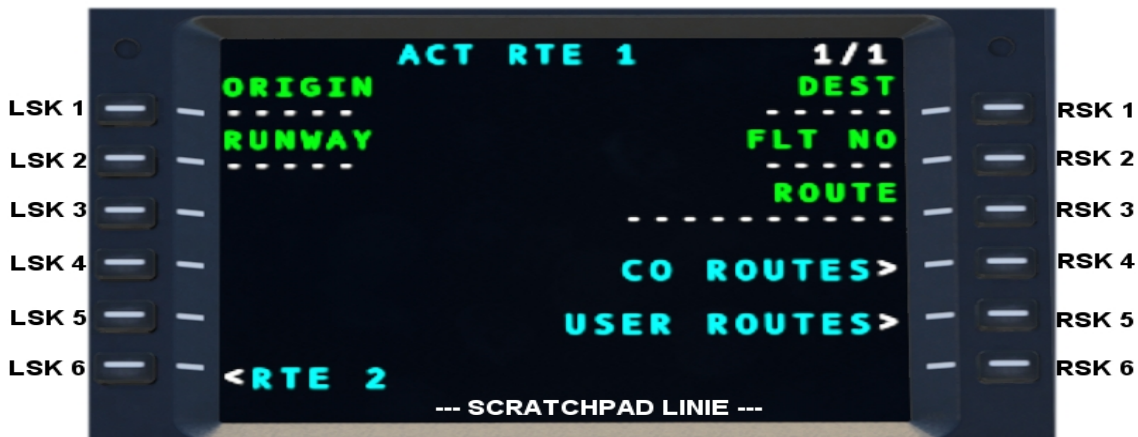 ACT RTE 1 1/1
ORIGIN DEST
LSK 1 - - - - - - - - - - RSK 1
RUNWAY FLT NO
LSK 2 - - - - - - - - - - RSK 2
ROUTE
LSK 3 - - - - - - - - - - RSK 3
LSK 4 CO ROUTES> RSK 4
LSK 5 USER ROUTES> RSK 5
LSK 6 <RTE 2 RSK 6
--- SCRATCHPAD LINIE ---